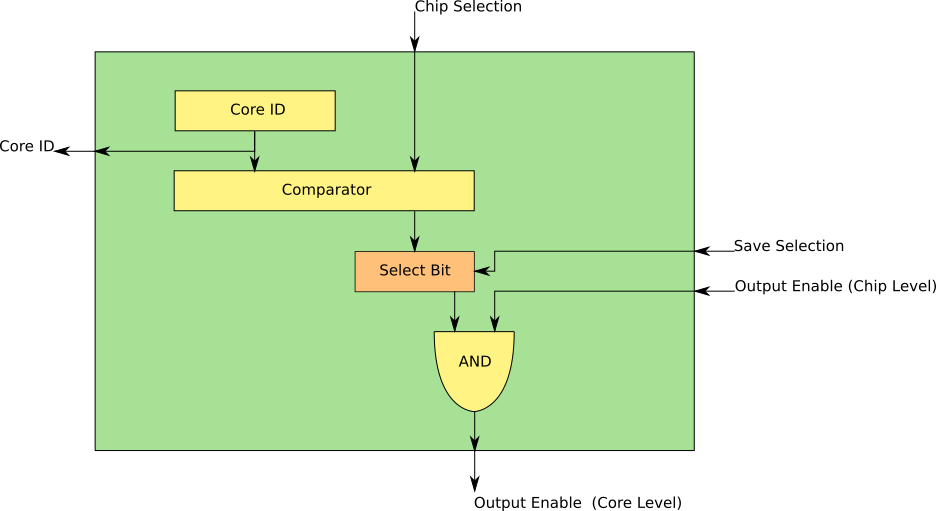 Chip Selection
Core ID
Core ID
Comparator
Save Selection
Select Bit
Output Enable (Chip Level)
AND
Output Enable  (Core Level)